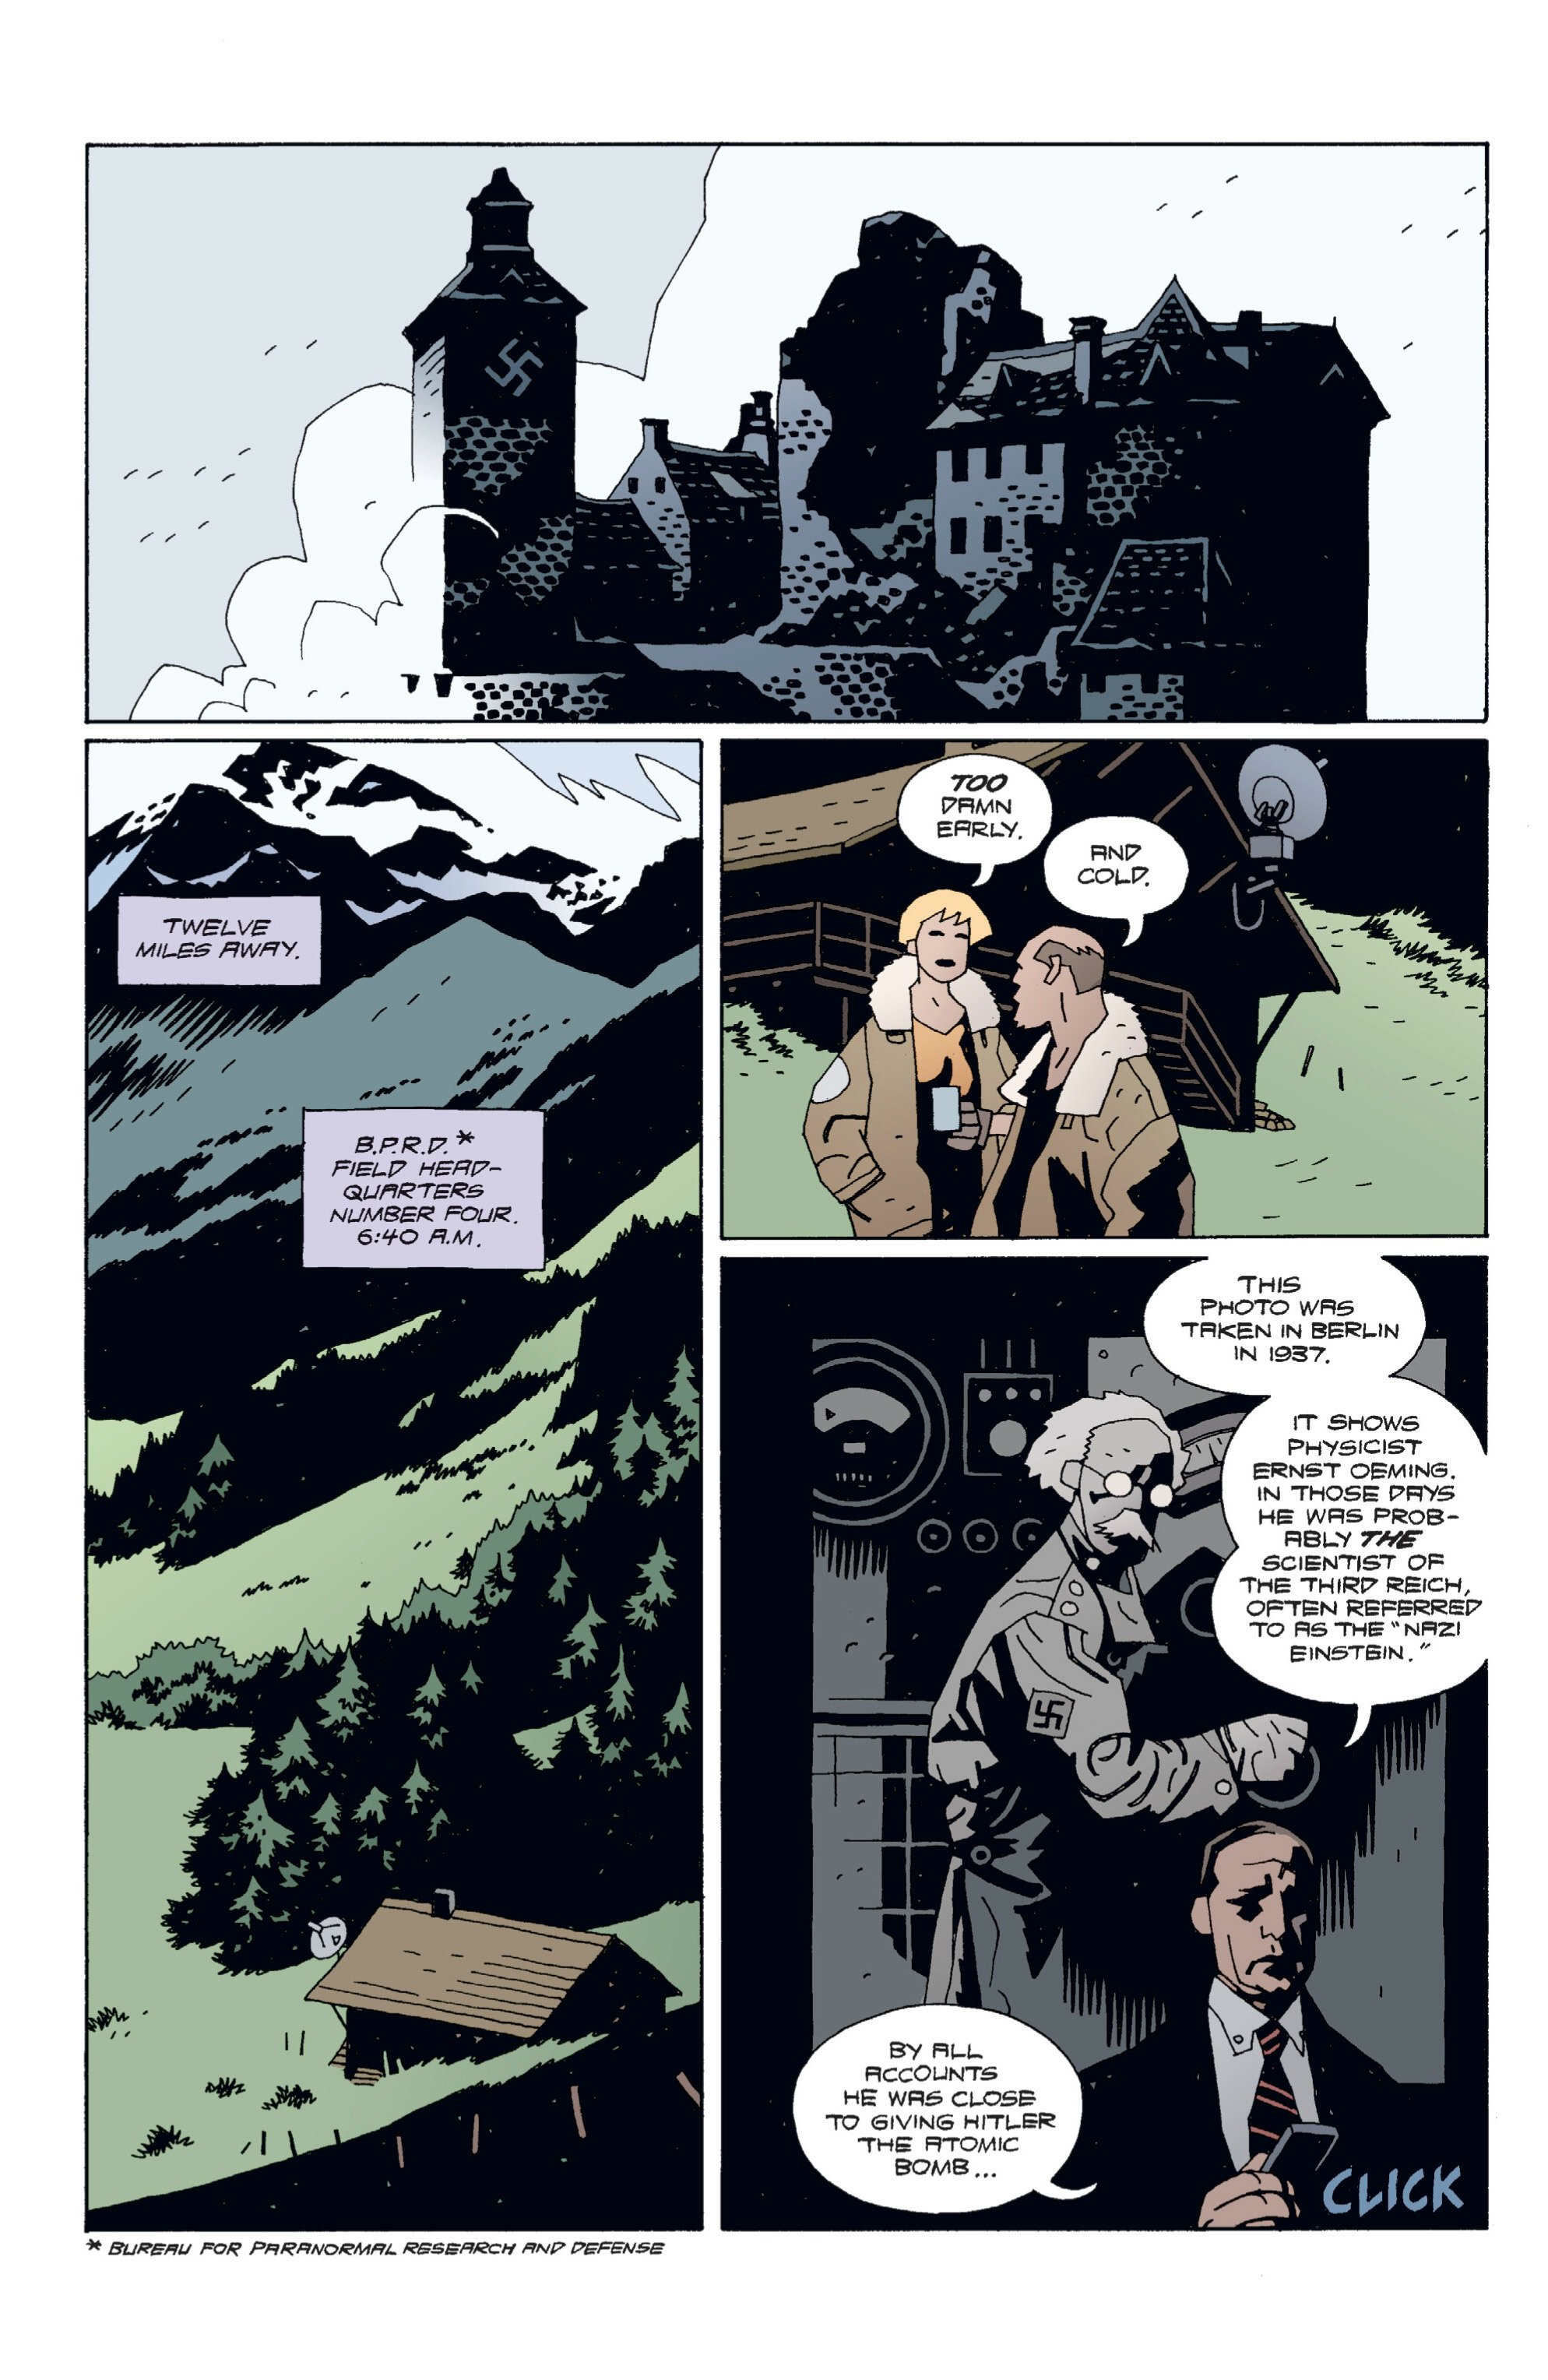 TWELVE
MILES AWAY.
B.P.R.D.*
FIELD HEAD-
QUARTERS
NUMBER FOUR.
6:40 A.M.
TOO
DAMN
EARLY.
AND
COLD.
THIS
PHOTO WAS
TAKEN IN BERLIN
IN 1937.
IT SHOWS
PHYSICIST
ERNST OEMING.
IN THOSE DAYS
HE WAS PROB-
ABLY THE
SCIENTIST OF
THE THIRD REICH,
OFTEN REFERRED
TO AS THE "NAZI
EINSTEIN."
BY ALL
ACCOUNTS
HE WAS CLOSE
TO GIVING HITLER
THE ATOMIC
BOMB...
CLICK
* BUREAU FOR PARANORMAL RESEARCH AND DEFENSE